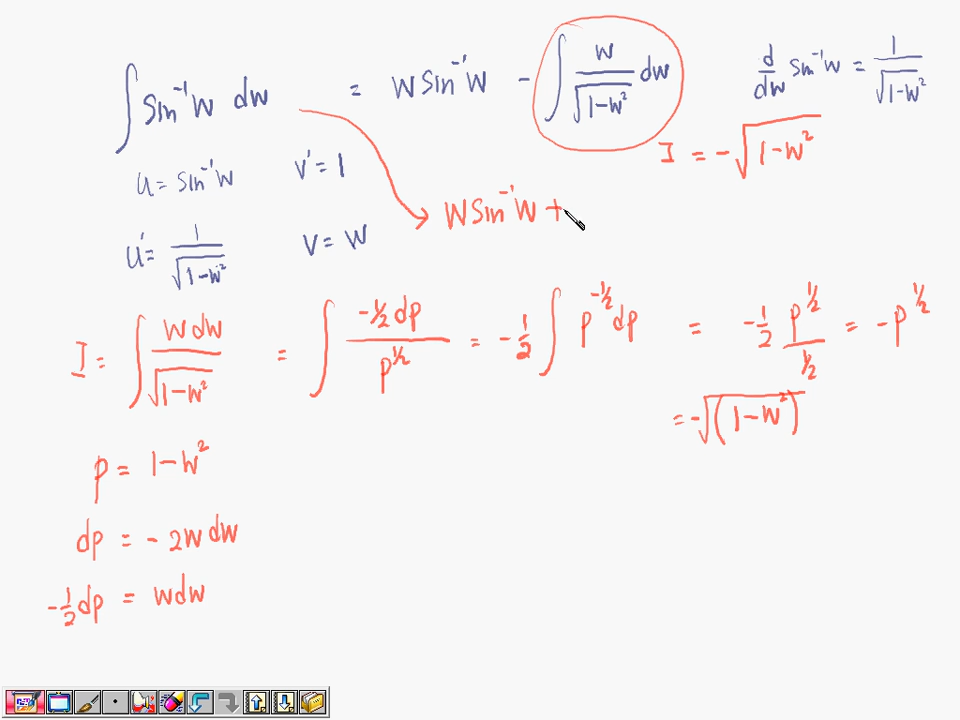 ∫ Sin⁻¹W dw = W Sin⁻¹W - ∫ W/√(1-W²) dw
d/dw Sin⁻¹W = 1/√(1-W²)
I = -√(1-W²)
u = Sin⁻¹W v' = 1
u' = 1/√(1-W²) v = W
W Sin⁻¹W +
I = ∫ W dw/√(1-W²) = ∫ -½ dp/p^½ = -1/2 ∫ p^-½ dp = -1/2 p^½/½ = -p^½
= -√(1-W²)
p = 1-W²
dp = -2W dw
-1/2 dp = W dw